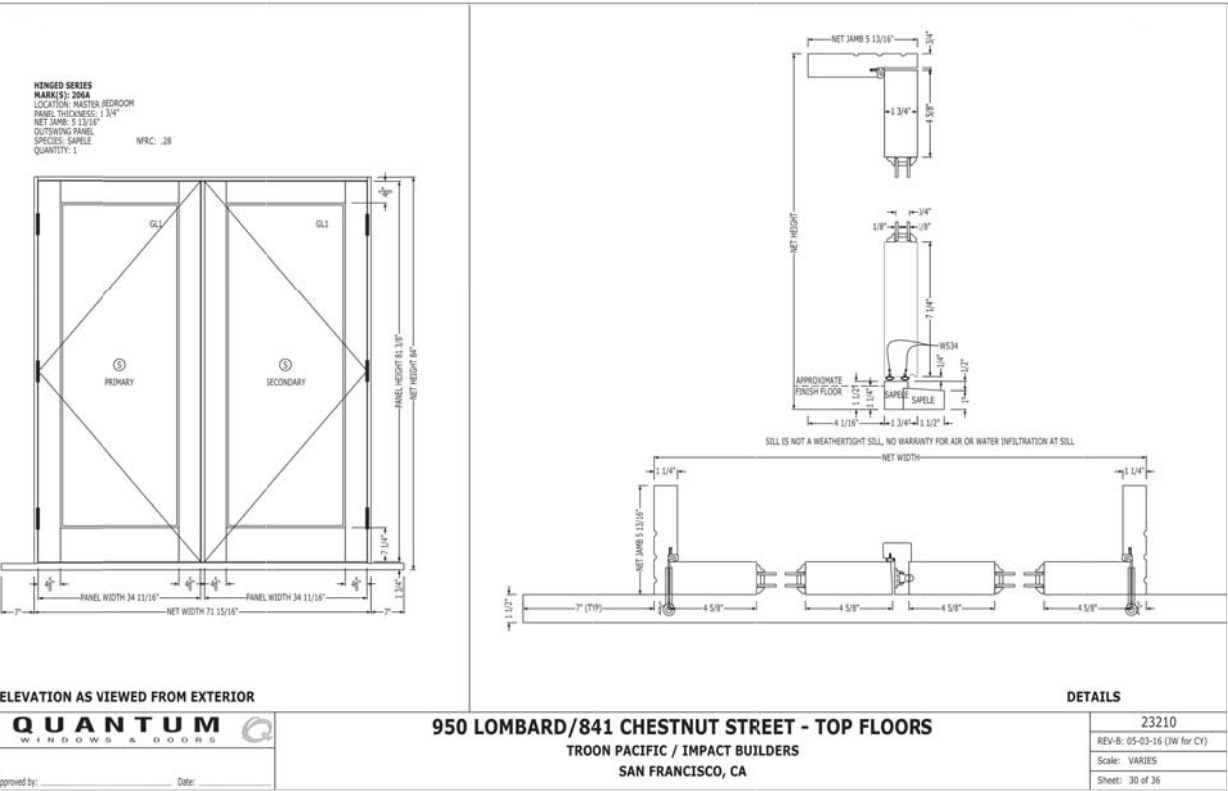 HINGED SERIES
MARK(S): 206A
LOCATION: MASTER BEDROOM
PANEL THICKNESS: 1 3/4"
NET JAMB: 5 13/16"
OUTSWING PANEL
SPECIES: SAPELE NFRC: .28
QUANTITY: 1
GL1 GL1
S S
PRIMARY SECONDARY
PANEL HEIGHT 81 3/8"
NET HEIGHT 84"
7 1/4"
1 3/4"
PANEL WIDTH 34 11/16" PANEL WIDTH 34 11/16"
7" NET WIDTH 71 15/16" 7"
ELEVATION AS VIEWED FROM EXTERIOR
NET JAMB 5 13/16"
3/4"
1 3/4"
4 5/8"
NET HEIGHT
3/4"
1/8" 1/8"
7 1/4"
WS34
1/4"
1/2"
APPROXIMATE
FINISH FLOOR
1 1/2"
1 1/4"
SAPELE
SAPELE
1"
4 1/16" 1 3/4" 1 1/2"
SILL IS NOT A WEATHERTIGHT SILL, NO WARRANTY FOR AIR OR WATER INFILTRATION AT SILL
NET WIDTH
1 1/4" 1 1/4"
NET JAMB 5 13/16"
1 1/2"
7" (TYP) 4 5/8" 4 5/8" 4 5/8" 4 5/8"
DETAILS
QUANTUM
WINDOWS & DOORS
pproved by: Date:
950 LOMBARD/841 CHESTNUT STREET - TOP FLOORS
TROON PACIFIC / IMPACT BUILDERS
SAN FRANCISCO, CA
23210
REV-B: 05-03-16 (JW for CY)
Scale: VARIES
Sheet: 30 of 36